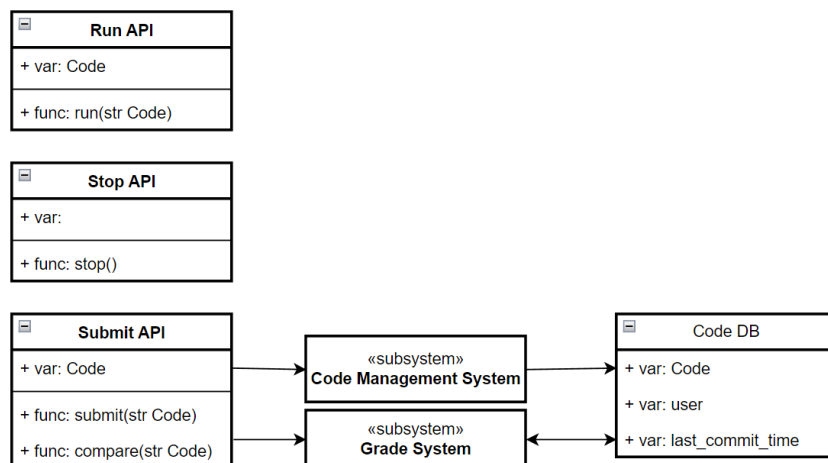 Run API
+ var: Code
+ func: run(str Code)
Stop API
+ var:
+ func: stop()
Submit API
+ var: Code
+ func: submit(str Code)
+ func: compare(str Code)
«subsystem»
Code Management System
«subsystem»
Grade System
Code DB
+ var: Code
+ var: user
+ var: last_commit_time